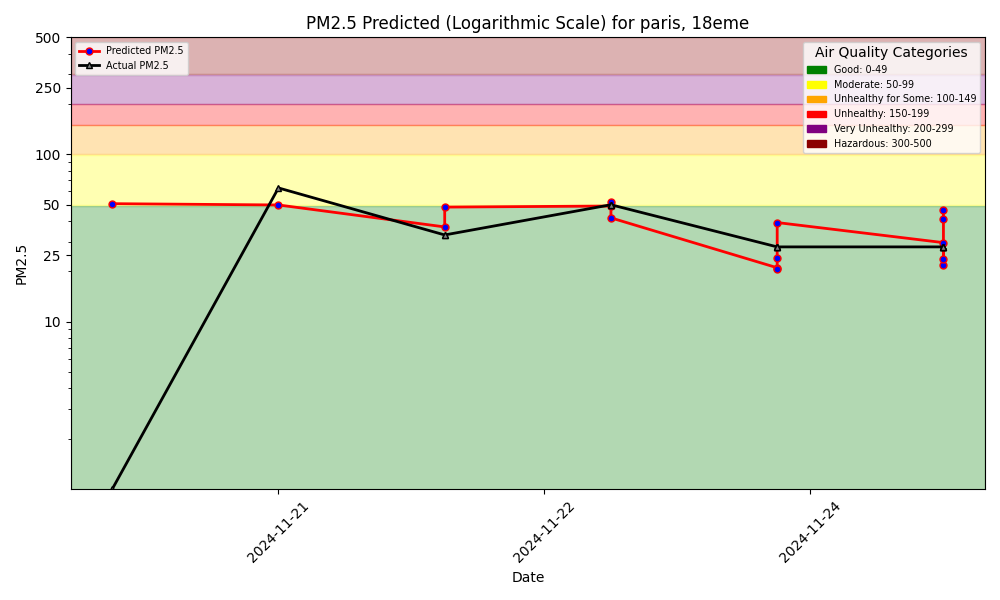 PM2.5 Predicted (Logarithmic Scale) for paris, 18eme
Predicted PM2.5
Actual PM2.5
Air Quality Categories
Good: 0-49
Moderate: 50-99
Unhealthy for Some: 100-149
Unhealthy: 150-199
Very Unhealthy: 200-299
Hazardous: 300-500
PM2.5
500
250
100
50
25
10
2024-11-21
2024-11-22
2024-11-24
Date